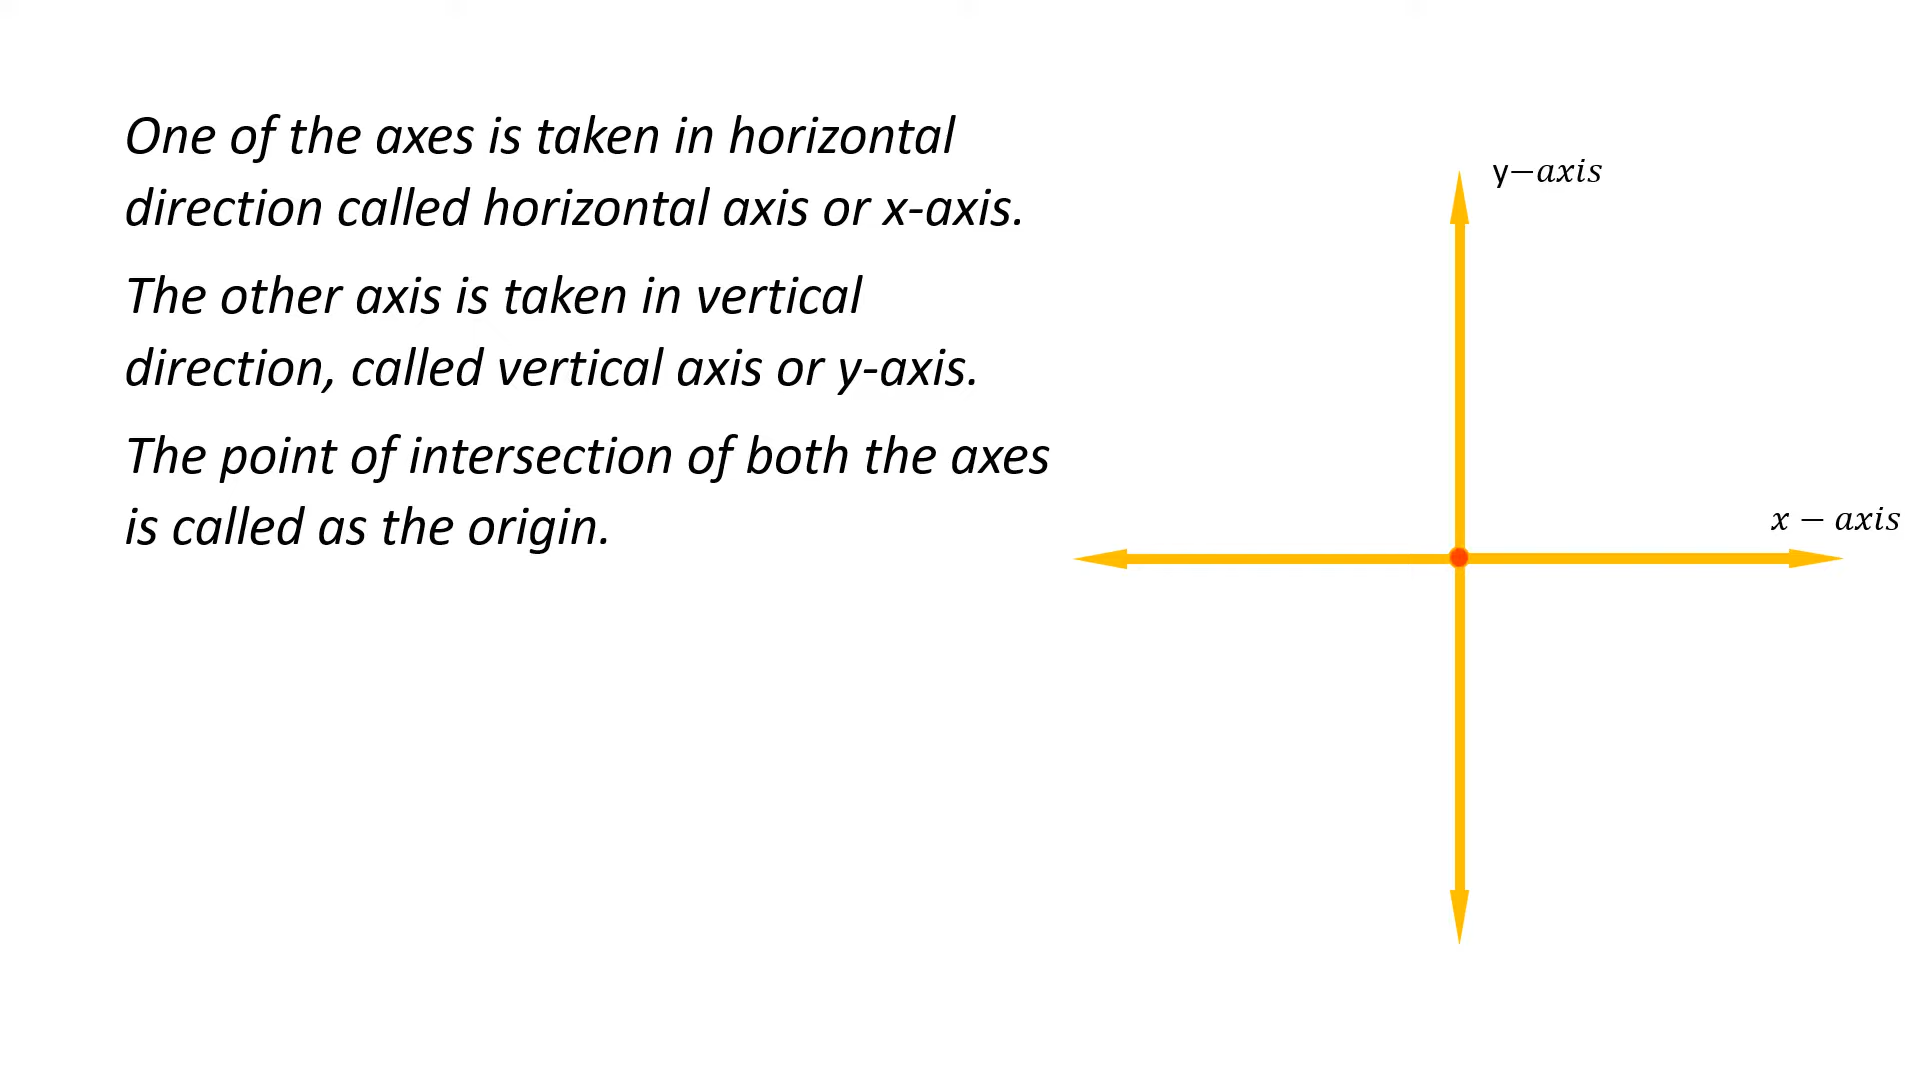 One of the axes is taken in horizontal
direction called horizontal axis or x-axis.
The other axis is taken in vertical
direction, called vertical axis or y-axis.
The point of intersection of both the axes
is called as the origin.
y−axis
x − axis